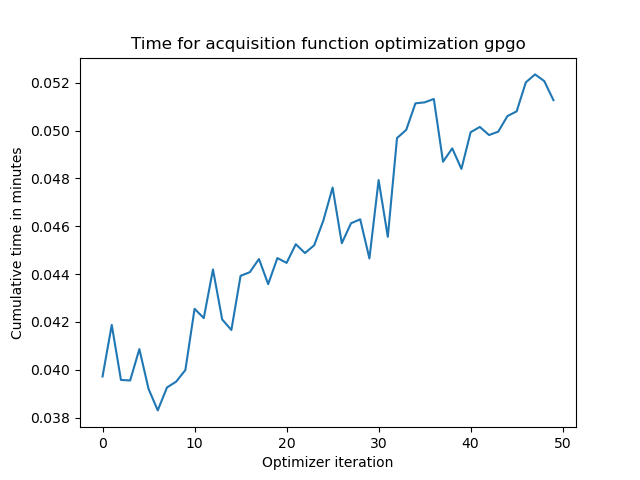 Time for acquisition function optimization gpgo
0.052
0.050
0.048
0.046
0.044
0.042
0.040
0.038
Cumulative time in minutes
0 10 20 30 40 50
Optimizer iteration